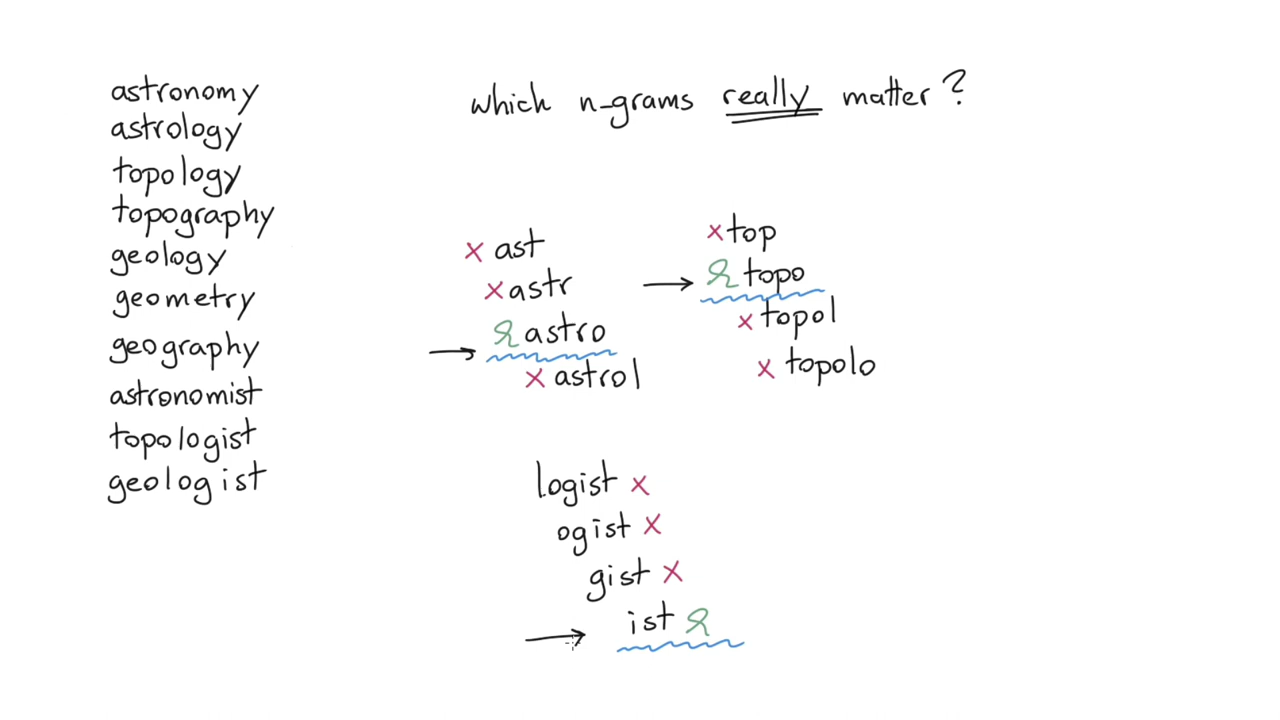 astronomy
astrology
topology
topography
geology
geometry
geography
astronomist
topologist
geologist
which n-grams really matter?
x ast
x astr
astro
x astrol
x top
topo
x topol
x topolo
logist x
ogist x
gist x
ist